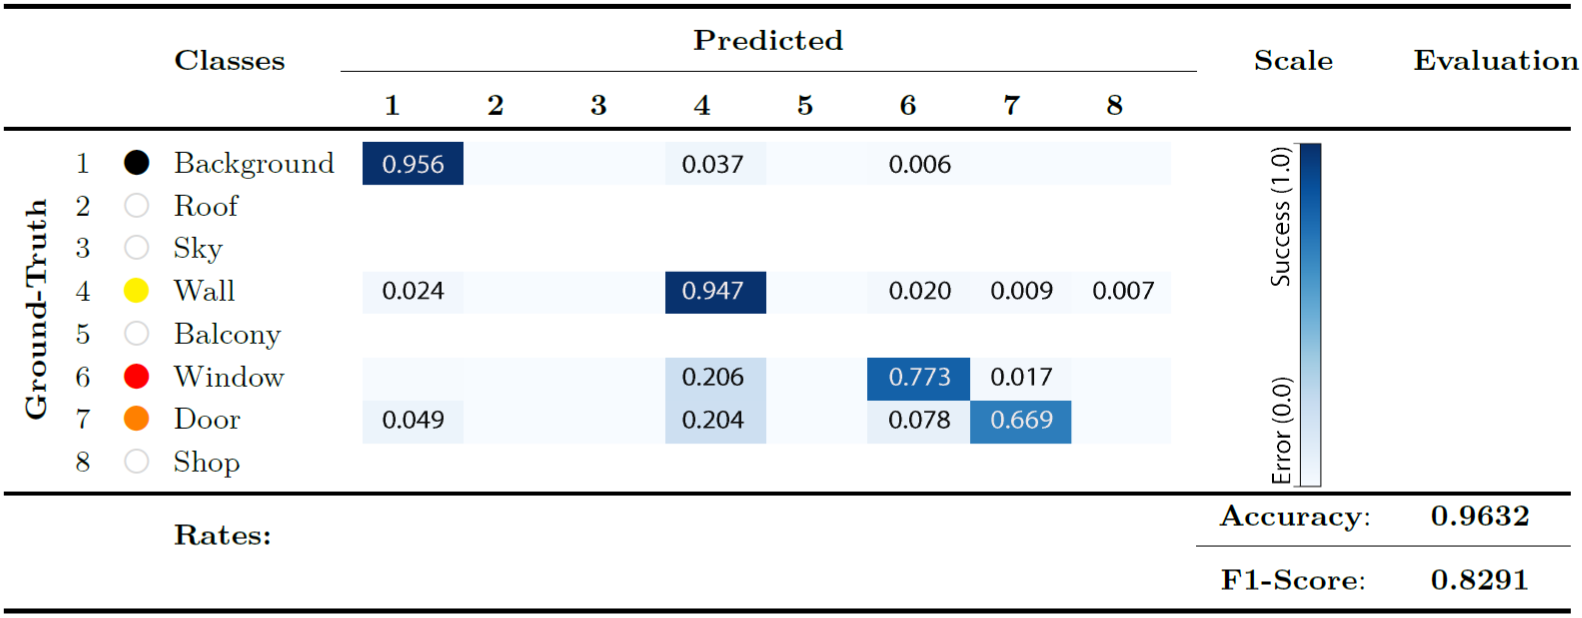 Classes Predicted Scale Evaluation
1 2 3 4 5 6 7 8
Ground-Truth
1 Background 0.956 0.037 0.006
2 Roof
3 Sky
4 Wall 0.024 0.947 0.020 0.009 0.007
5 Balcony
6 Window 0.206 0.773 0.017
7 Door 0.049 0.204 0.078 0.669
8 Shop
Success (1.0)
Error (0.0)
Rates:
Accuracy: 0.9632
F1-Score: 0.8291